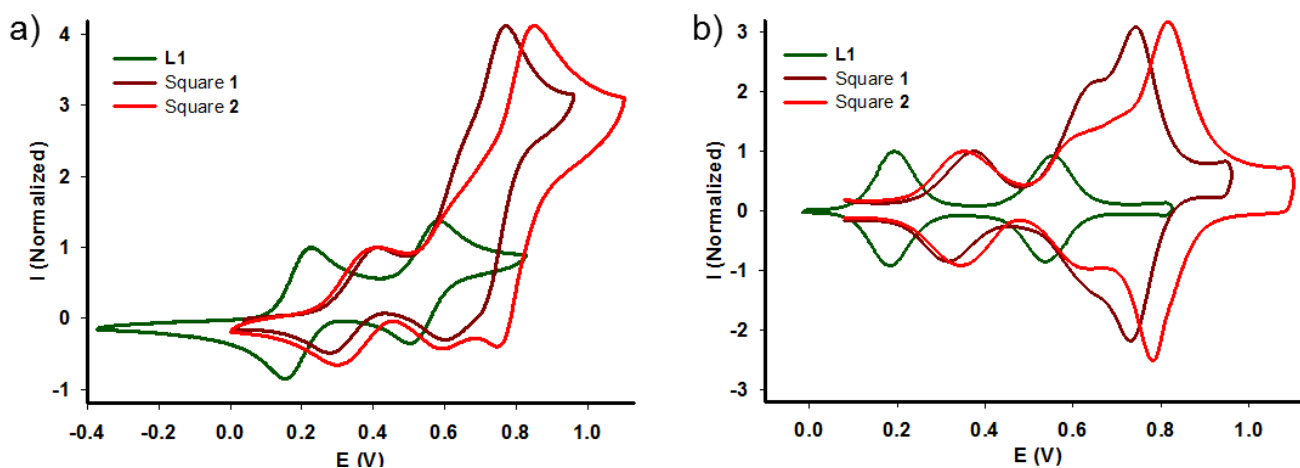 a)
I (Normalized)
4
3
2
1
0
-1
L1
Square 1
Square 2
-0.4 -0.2 0.0 0.2 0.4 0.6 0.8 1.0
E (V)
b)
I (Normalized)
3
2
1
0
-1
-2
-3
L1
Square 1
Square 2
0.0 0.2 0.4 0.6 0.8 1.0
E (V)